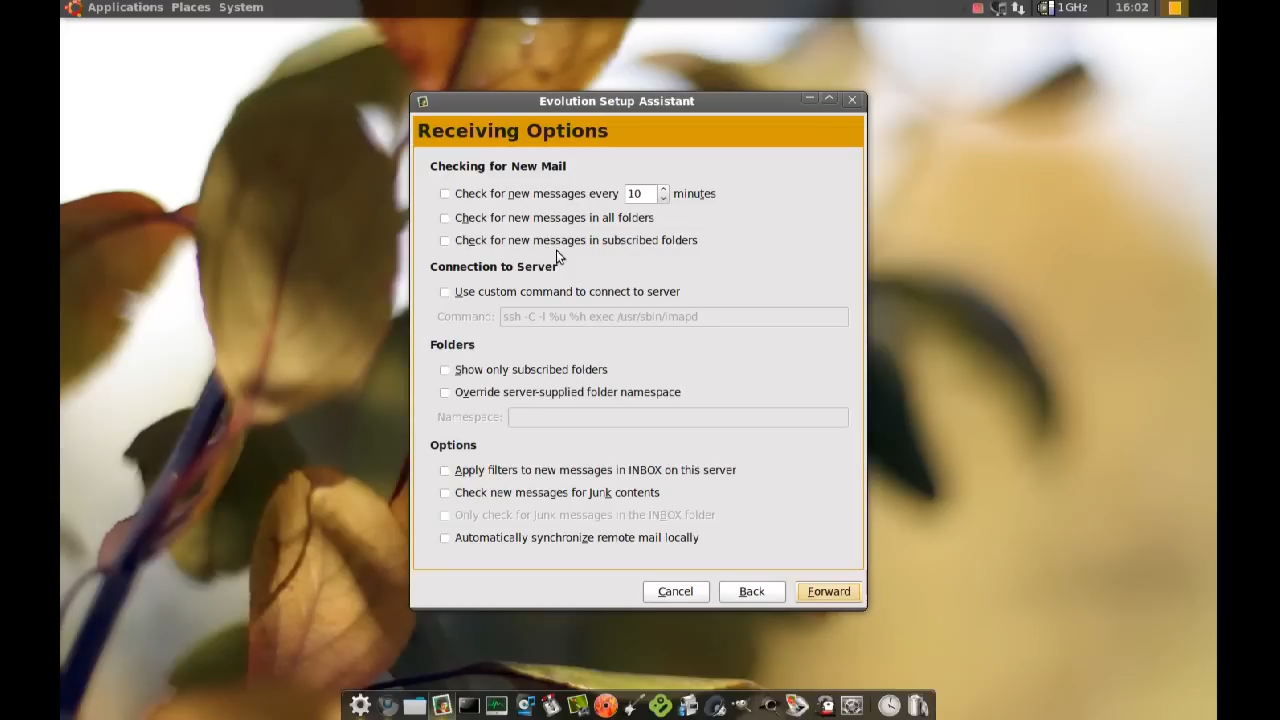 Applications Places System
1GHz 16:02
Evolution Setup Assistant
Receiving Options
Checking for New Mail
Check for new messages every 10 minutes
Check for new messages in all folders
Check for new messages in subscribed folders
Connection to Server
Use custom command to connect to server
Command: ssh -C -l %u %h exec /usr/sbin/imapd
Folders
Show only subscribed folders
Override server-supplied folder namespace
Namespace:
Options
Apply filters to new messages in INBOX on this server
Check new messages for Junk contents
Only check for Junk messages in the INBOX folder
Automatically synchronize remote mail locally
Cancel Back Forward